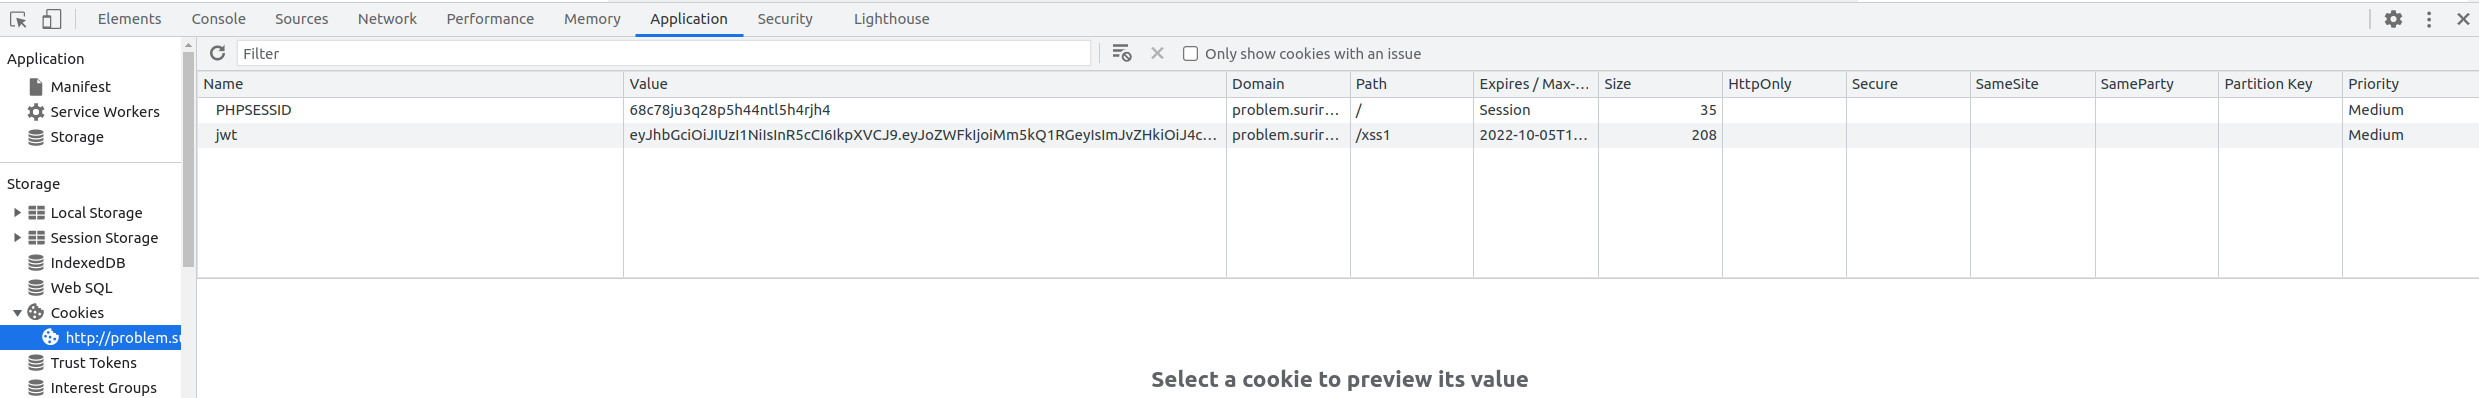 Elements Console Sources Network Performance Memory Application Security Lighthouse
Application
Manifest
Service Workers
Storage
Storage
Local Storage
Session Storage
IndexedDB
Web SQL
Cookies
http://problem.su
Trust Tokens
Interest Groups
Filter Only show cookies with an issue
Name Value Domain Path Expires / Max-... Size HttpOnly Secure SameSite SameParty Partition Key Priority
PHPSESSID 68c78ju3q28p5h44ntl5h4rjh4 problem.surir... / Session 35 Medium
jwt eyJhbGciOiJIUzI1NiIsInR5cCI6IkpXVCJ9.eyJoZWFkIjoiMm5kQ1RGeyIsImJvZHkiOiJ4c... problem.surir... /xss1 2022-10-05T1... 208 Medium
Select a cookie to preview its value